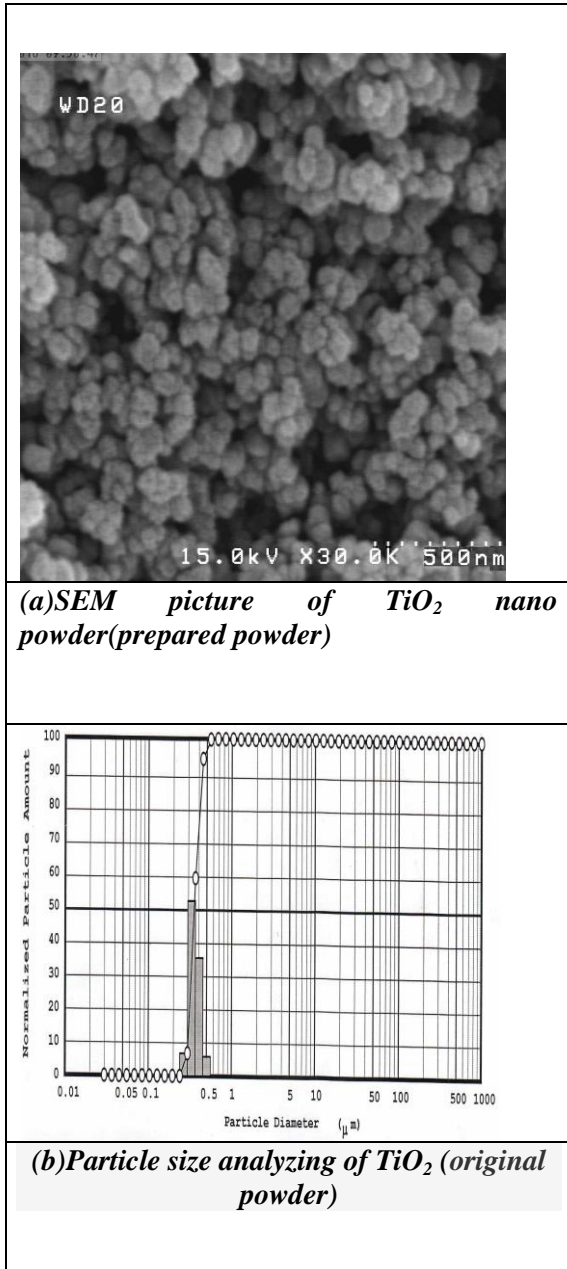 WD20
15.0kV X30.0K 500nm
(a)SEM picture of TiO2 nano
powder(prepared powder)
Normalized Particle Amount
100
90
80
70
60
50
40
30
20
10
0
0.01 0.05 0.1 0.5 1 5 10 50 100 500 1000
Particle Diameter (μm)
(b)Particle size analyzing of TiO2 (original
powder)